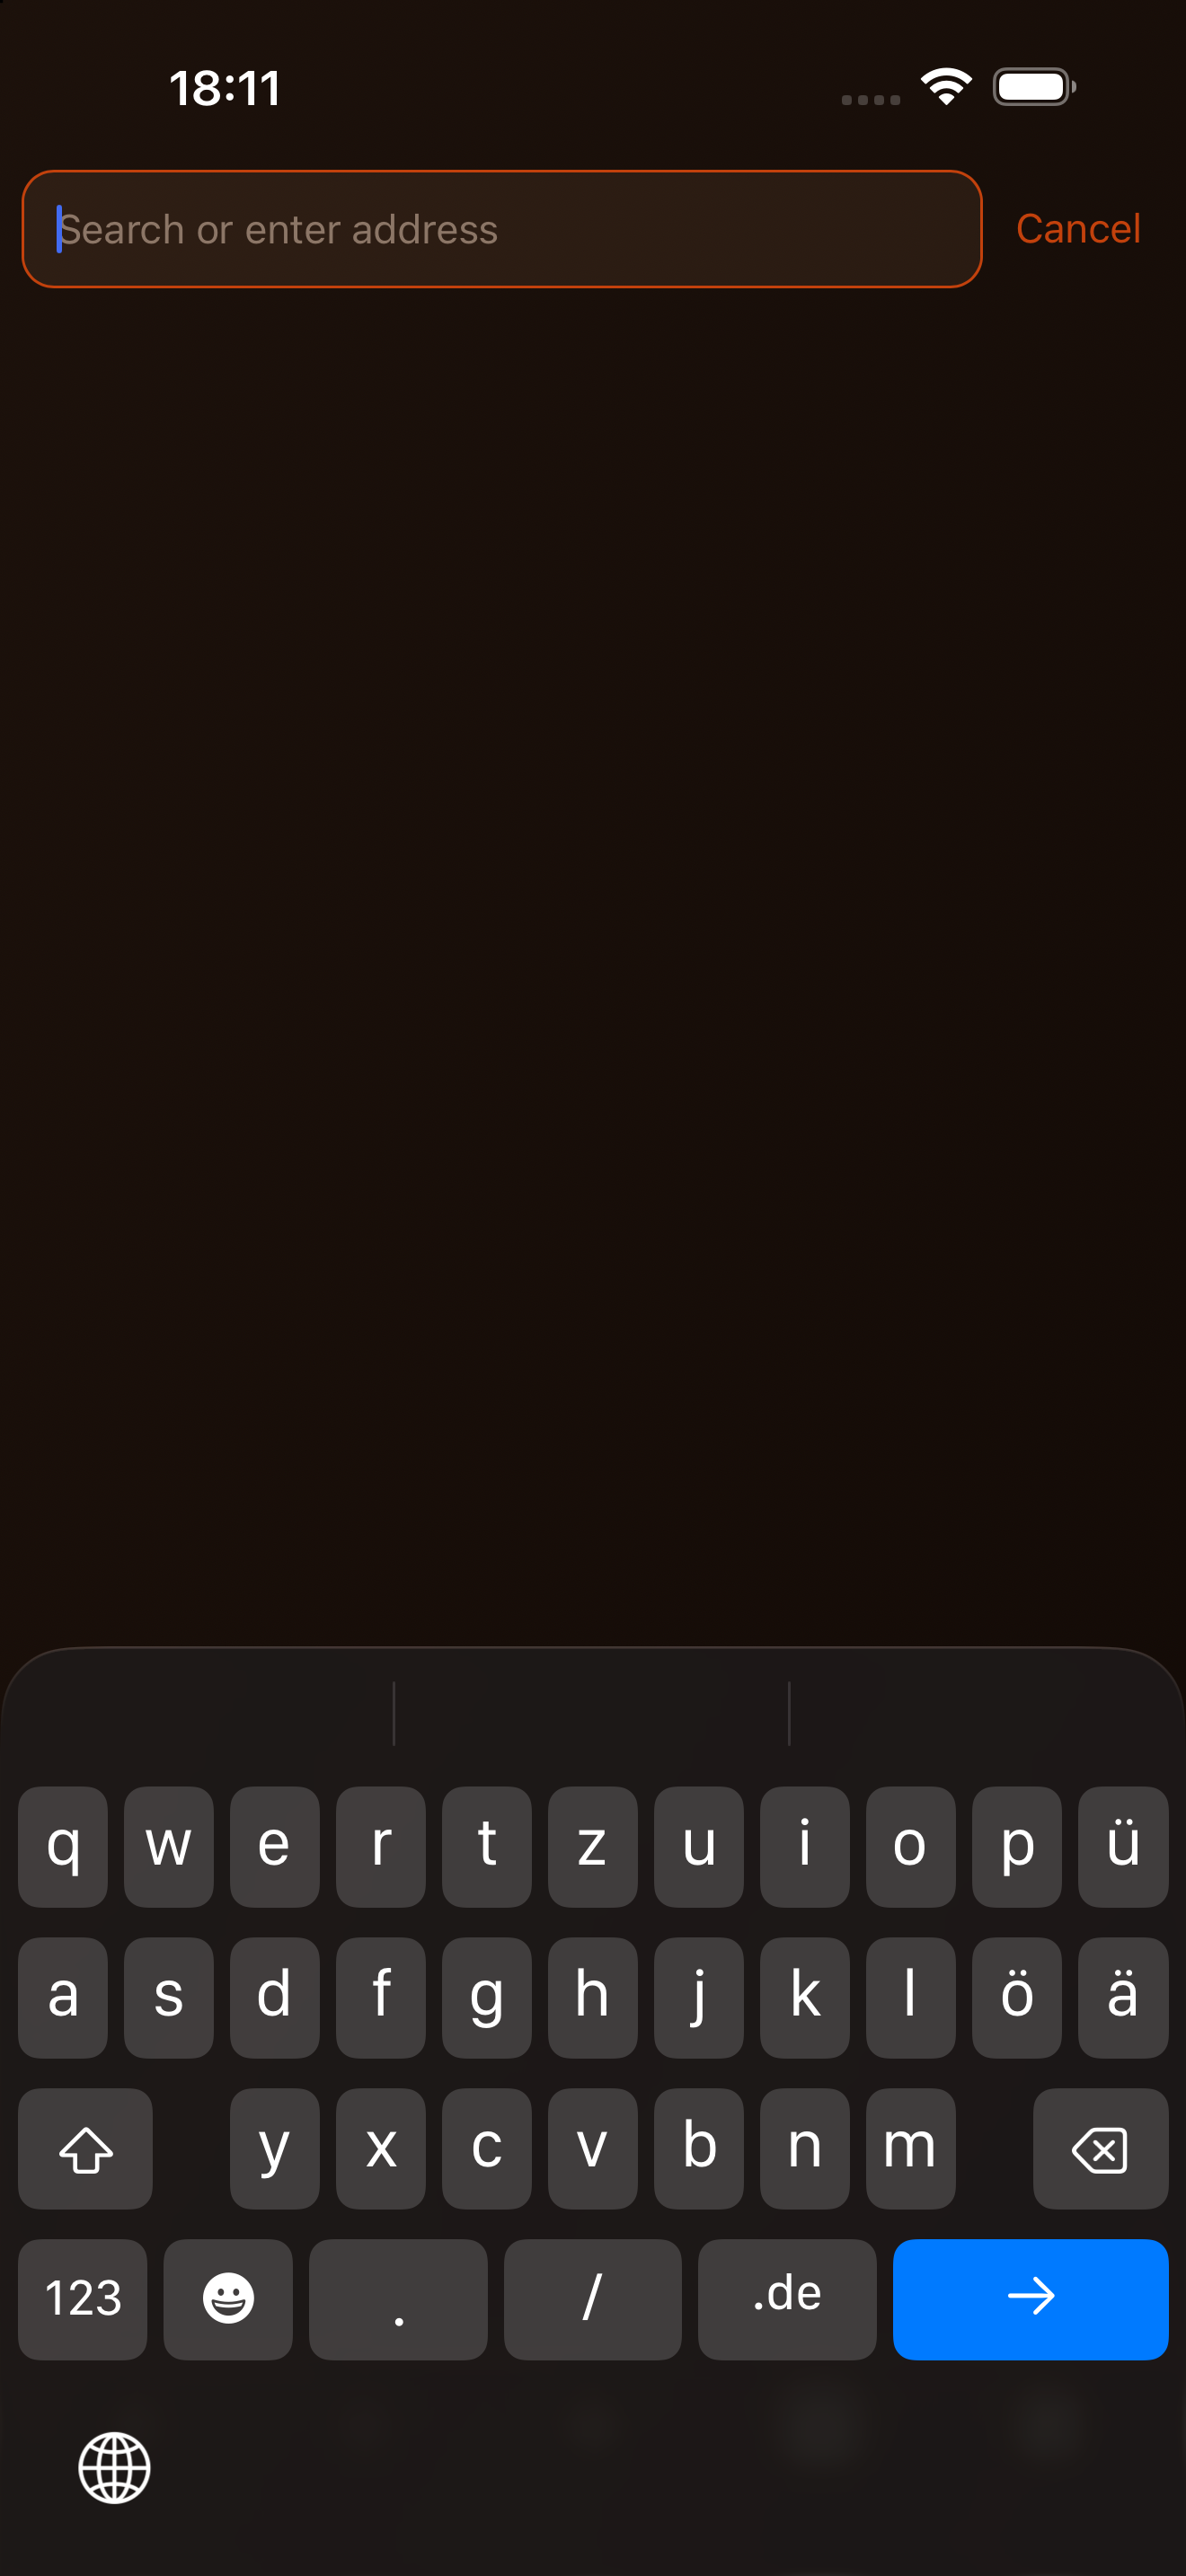 18:11
Search or enter address
Cancel
q w e r t z u i o p ü
a s d f g h j k l ö ä
y x c v b n m
123 . / .de